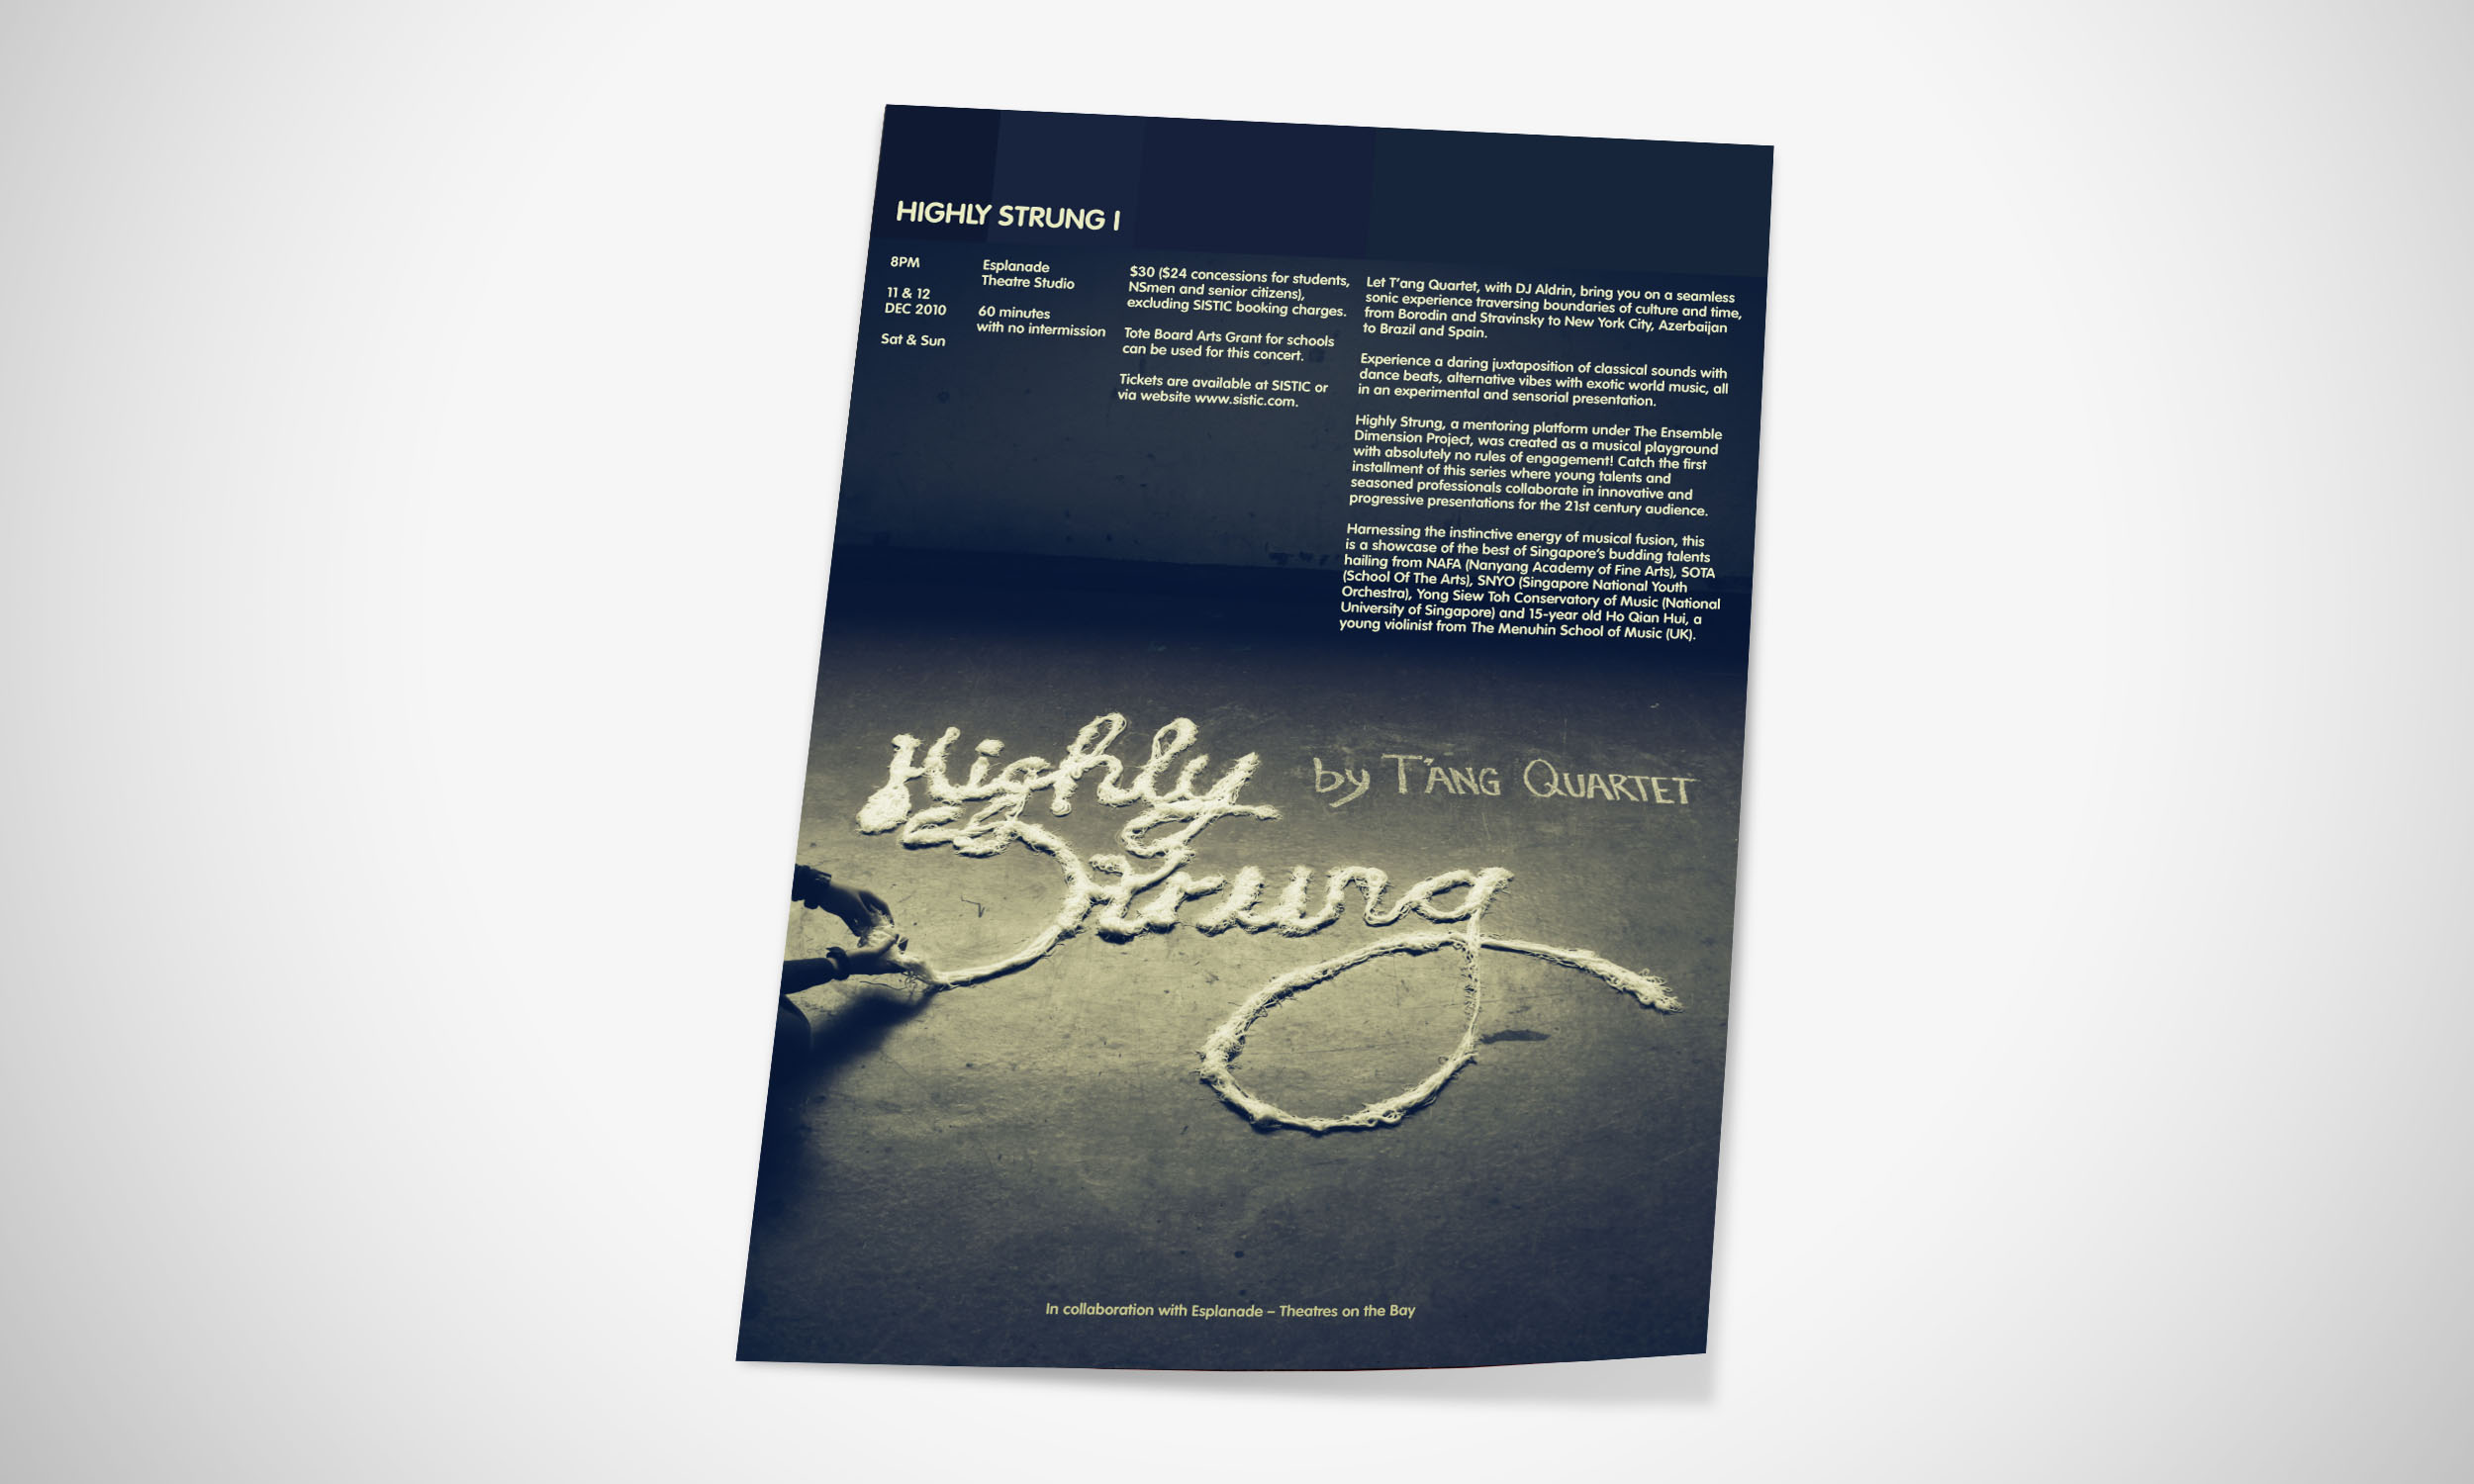 HIGHLY STRUNG I
8PM
11 & 12
DEC 2010
Sat & Sun
Esplanade
Theatre Studio
60 minutes
with no intermission
$30 ($24 concessions for students,
NSmen and senior citizens),
excluding SISTIC booking charges.
Tote Board Arts Grant for schools
can be used for this concert.
Tickets are available at SISTIC or
via website www.sistic.com.
Let T'ang Quartet, with DJ Aldrin, bring you on a seamless
sonic experience traversing boundaries of culture and time,
from Borodin and Stravinsky to New York City, Azerbaijan
to Brazil and Spain.
Experience a daring juxtaposition of classical sounds with
dance beats, alternative vibes with exotic world music, all
in an experimental and sensorial presentation.
Highly Strung, a mentoring platform under The Ensemble
Dimension Project, was created as a musical playground
with absolutely no rules of engagement! Catch the first
installment of this series where young talents and
seasoned professionals collaborate in innovative and
progressive presentations for the 21st century audience.
Harnessing the instinctive energy of musical fusion, this
is a showcase of the best of Singapore's budding talents
hailing from NAFA (Nanyang Academy of Fine Arts), SOTA
(School Of The Arts), SNYO (Singapore National Youth
Orchestra), Yong Siew Toh Conservatory of Music (National
University of Singapore) and 15-year old Ho Qian Hui, a
young violinist from The Menuhin School of Music (UK).
Highly by T'ANG QUARTET
Strung
In collaboration with Esplanade – Theatres on the Bay